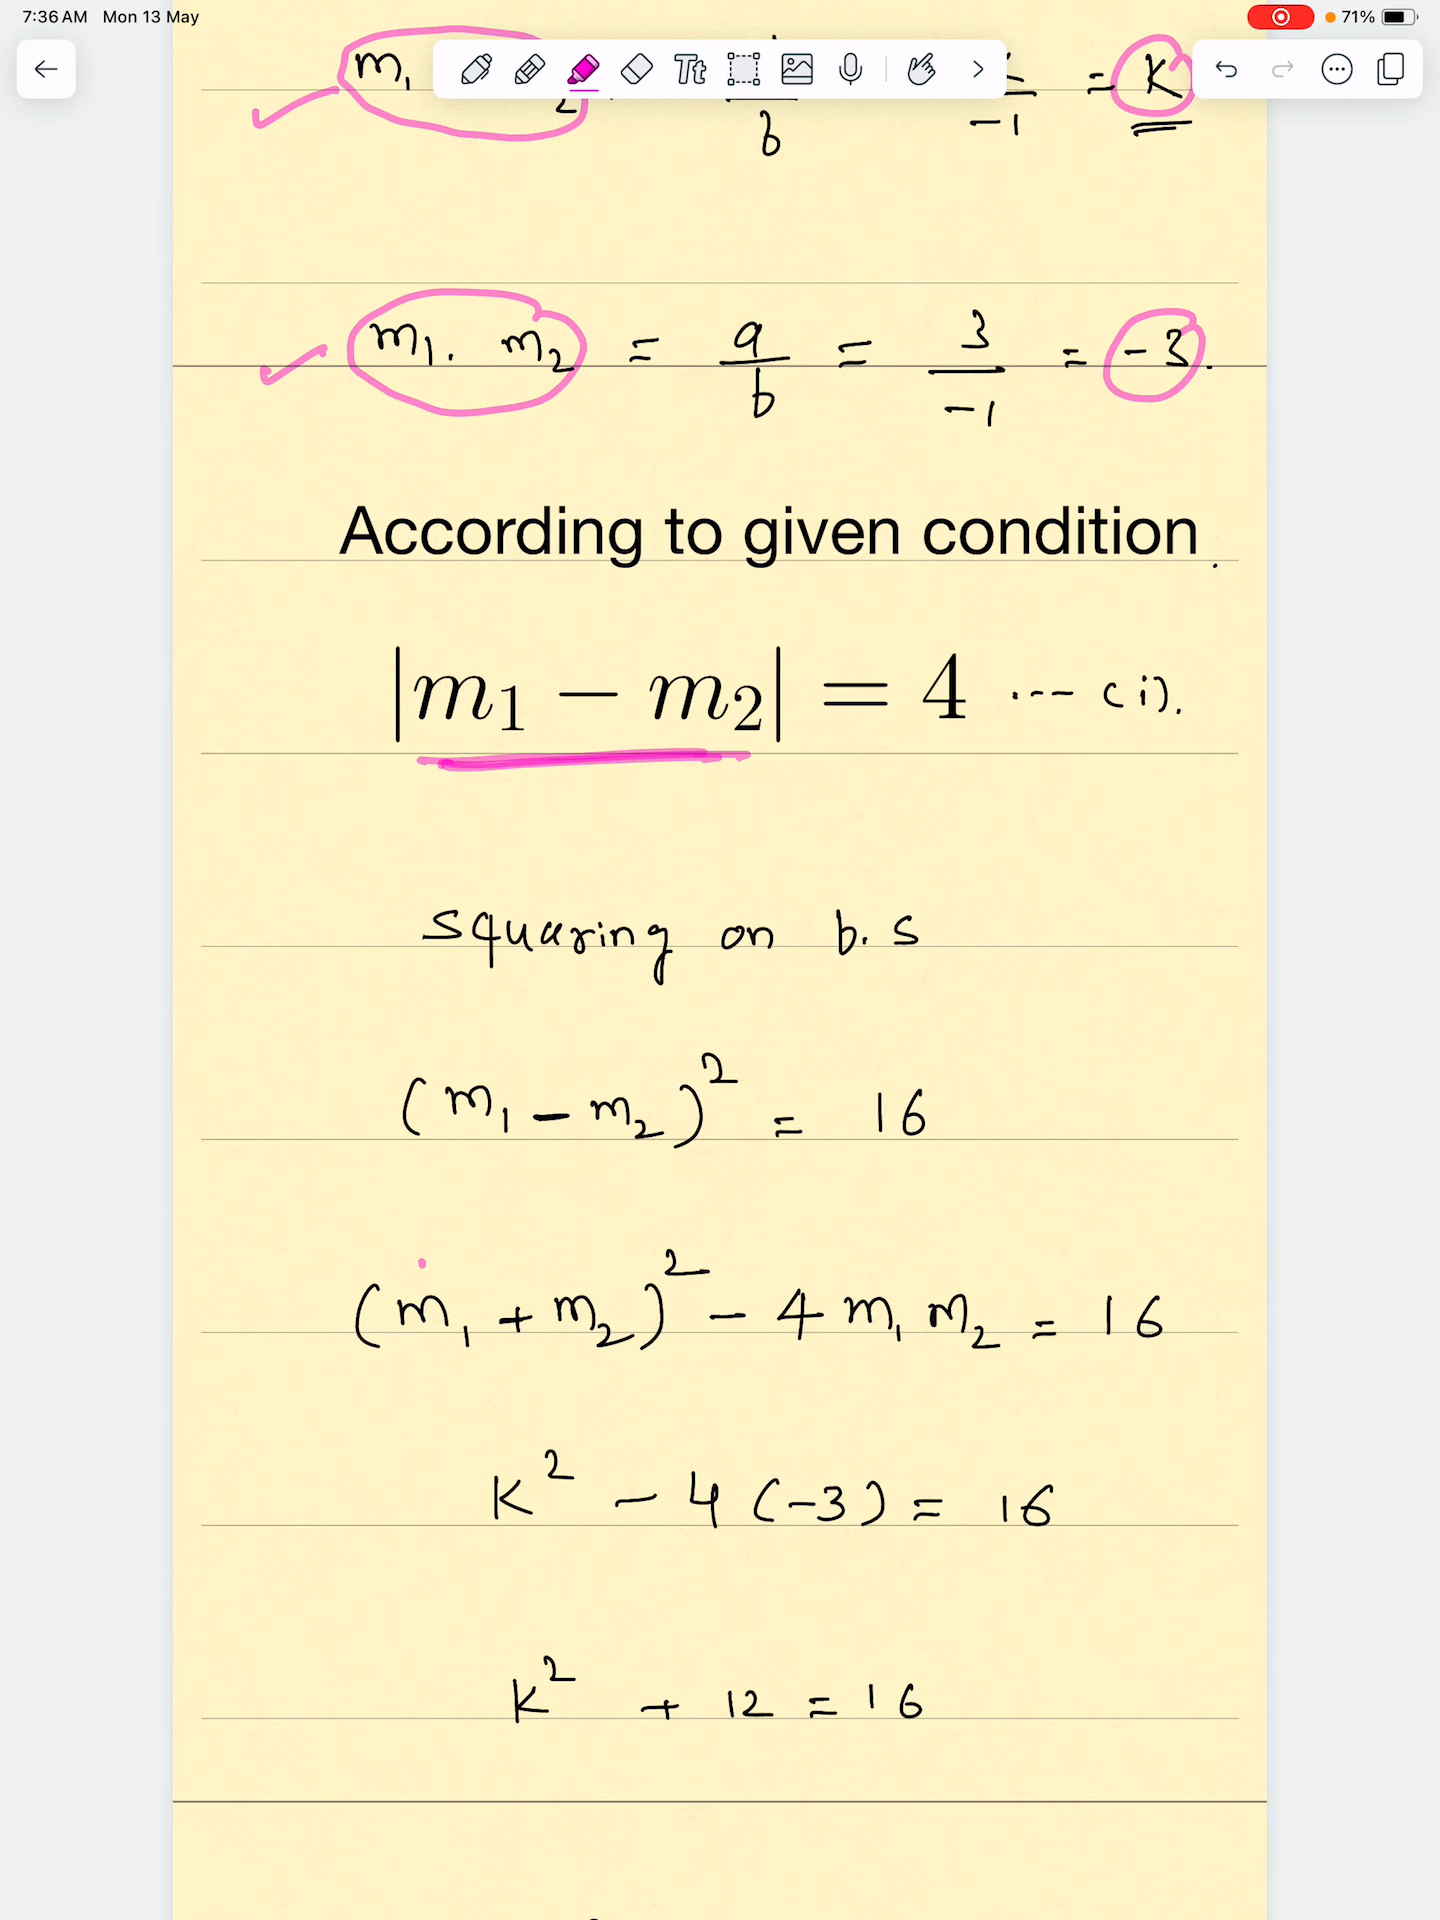 7:36 AM Mon 13 May 71%
m₁ ₂ b -1 = K
Tt
m₁. m₂ = a/b = 3/-1 = -3.
According to given condition.
|m₁ − m₂| = 4 --- (i).
squaring on b.s
(m₁ - m₂)² = 16
(m₁ + m₂)² - 4 m₁ m₂ = 16
K² - 4 (-3) = 16
K² + 12 = 16